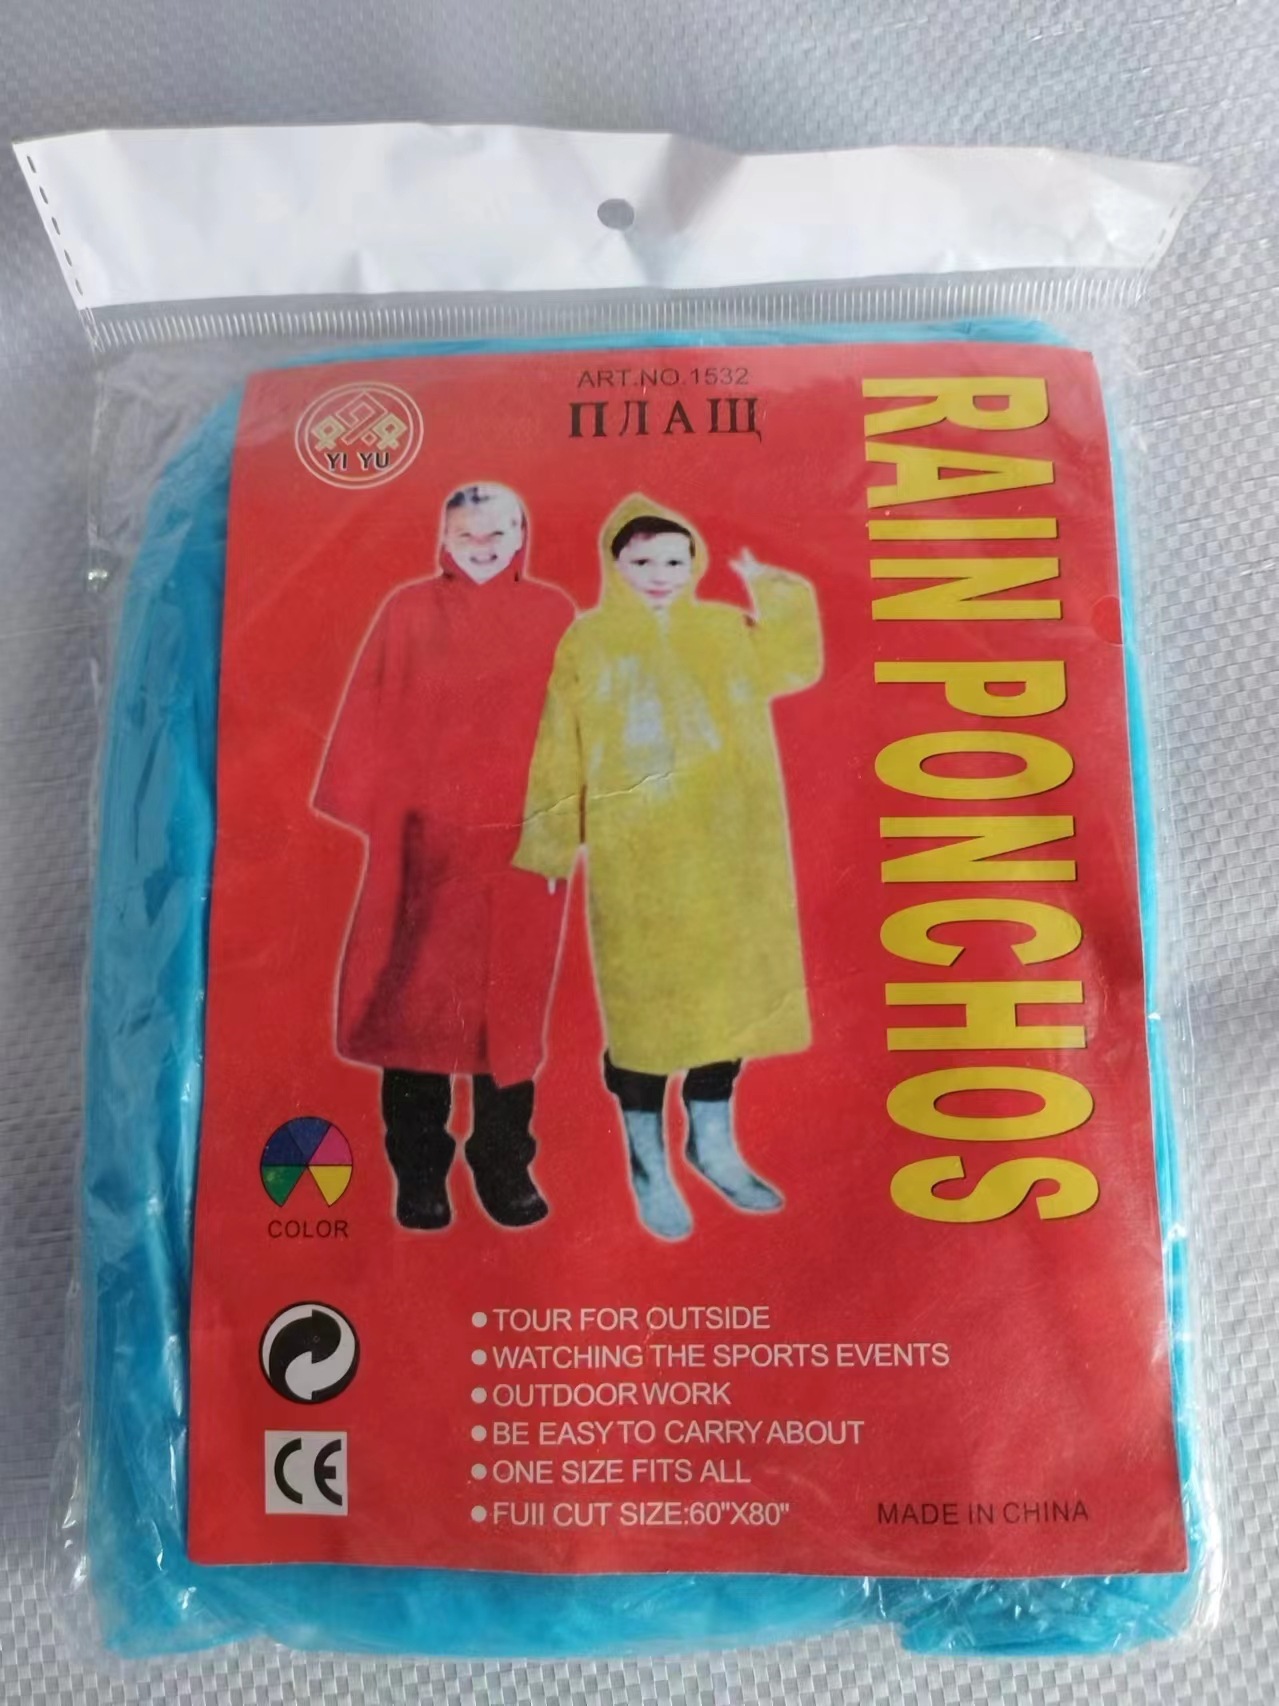 ART.NO.1532
ПЛАЩ
YI YU
RAIN PONCHOS
COLOR
●TOUR FOR OUTSIDE
●WATCHING THE SPORTS EVENTS
●OUTDOOR WORK
●BE EASY TO CARRY ABOUT
●ONE SIZE FITS ALL
●FUII CUT SIZE:60"X80"
MADE IN CHINA
CE